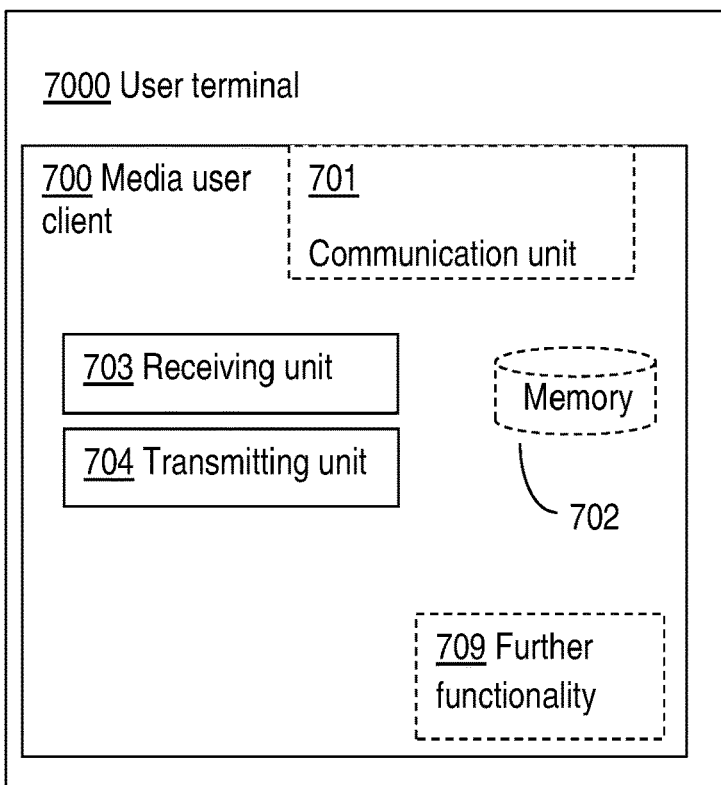 7000 User terminal
700 Media user
client
701
Communication unit
703 Receiving unit
Memory
704 Transmitting unit
702
709 Further
functionality